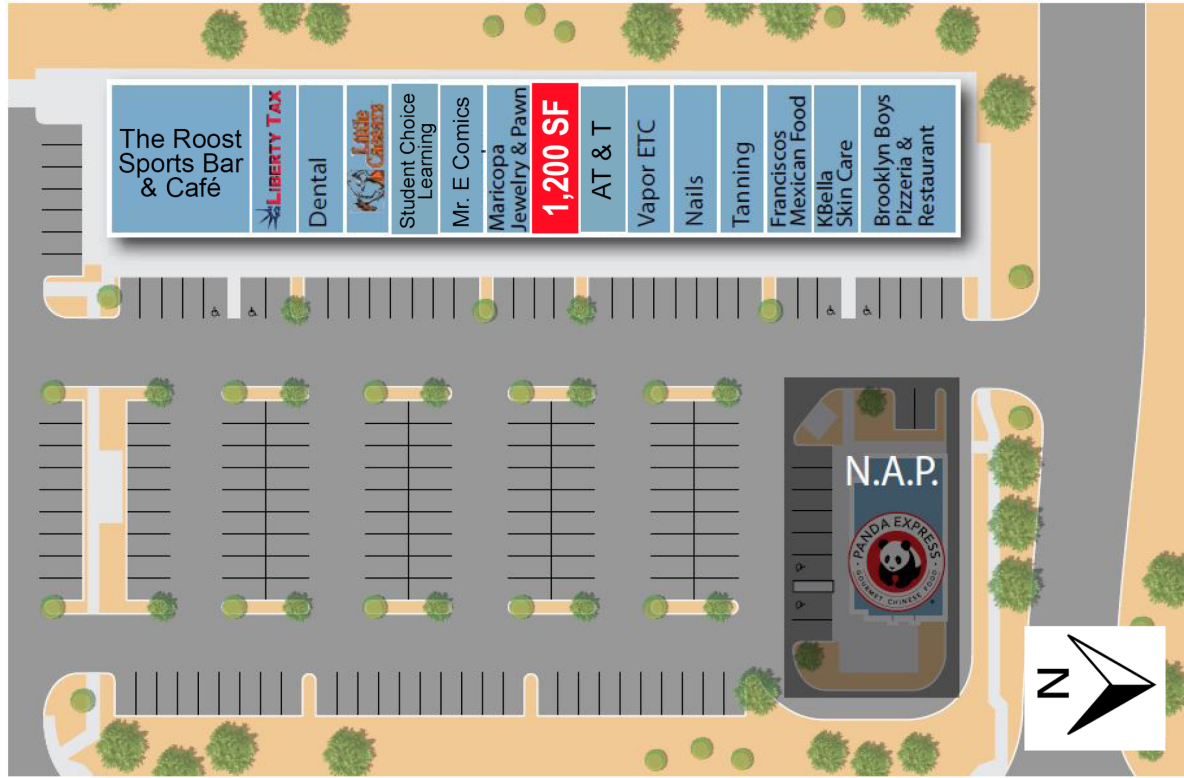 The Roost
Sports Bar
& Café
LIBERTY TAX
Dental
Little
Caesars
Student Choice
Learning
Mr. E Comics
Maricopa
Jewelry & Pawn
1,200 SF
AT & T
Vapor ETC
Nails
Tanning
Franciscos
Mexican Food
KBella
Skin Care
Brooklyn Boys
Pizzeria &
Restaurant
N.A.P.
PANDA EXPRESS
GOURMET CHINESE FOOD
N